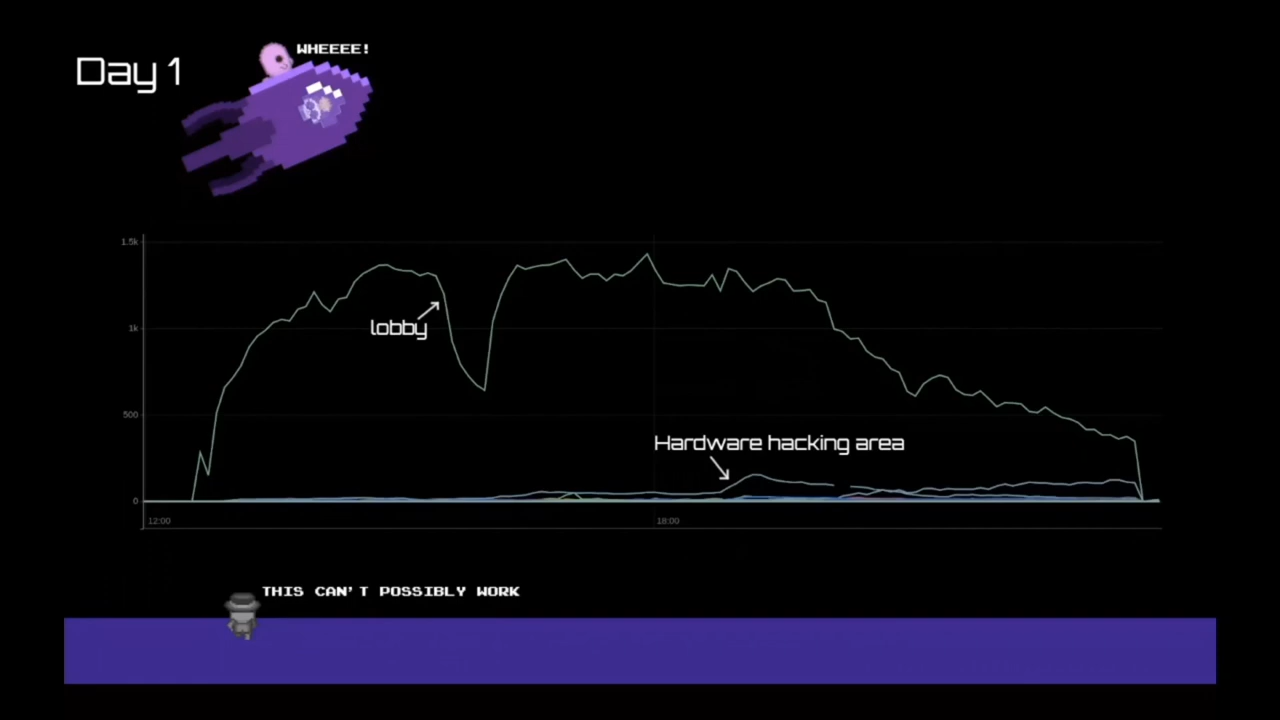 WHEEEE!
Day 1
1.5k
lobby
1k
500
Hardware hacking area
0
12:00
18:00
THIS CAN'T POSSIBLY WORK